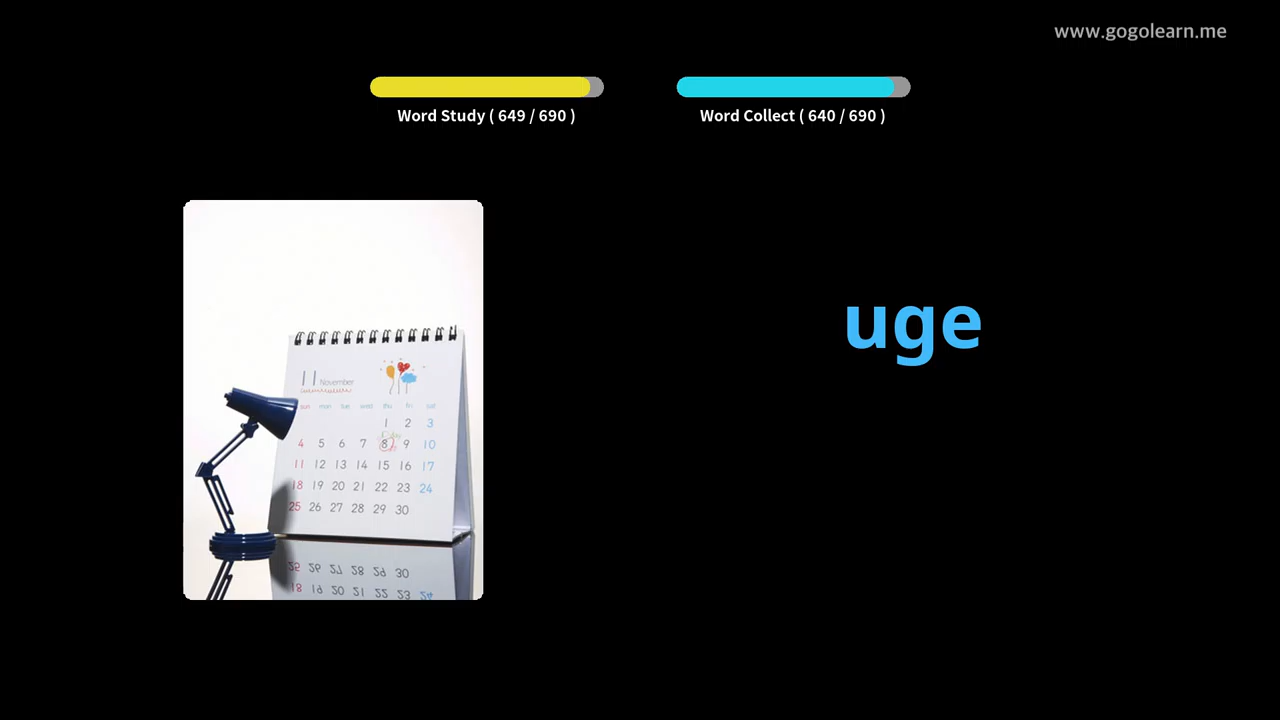 www.gogolearn.me
Word Study ( 649 / 690 )
Word Collect ( 640 / 690 )
uge
11 November
sun mon tue wed thu fri sat
1 2 3
4 5 6 7 8 9 10
11 12 13 14 15 16 17
18 19 20 21 22 23 24
25 26 27 28 29 30